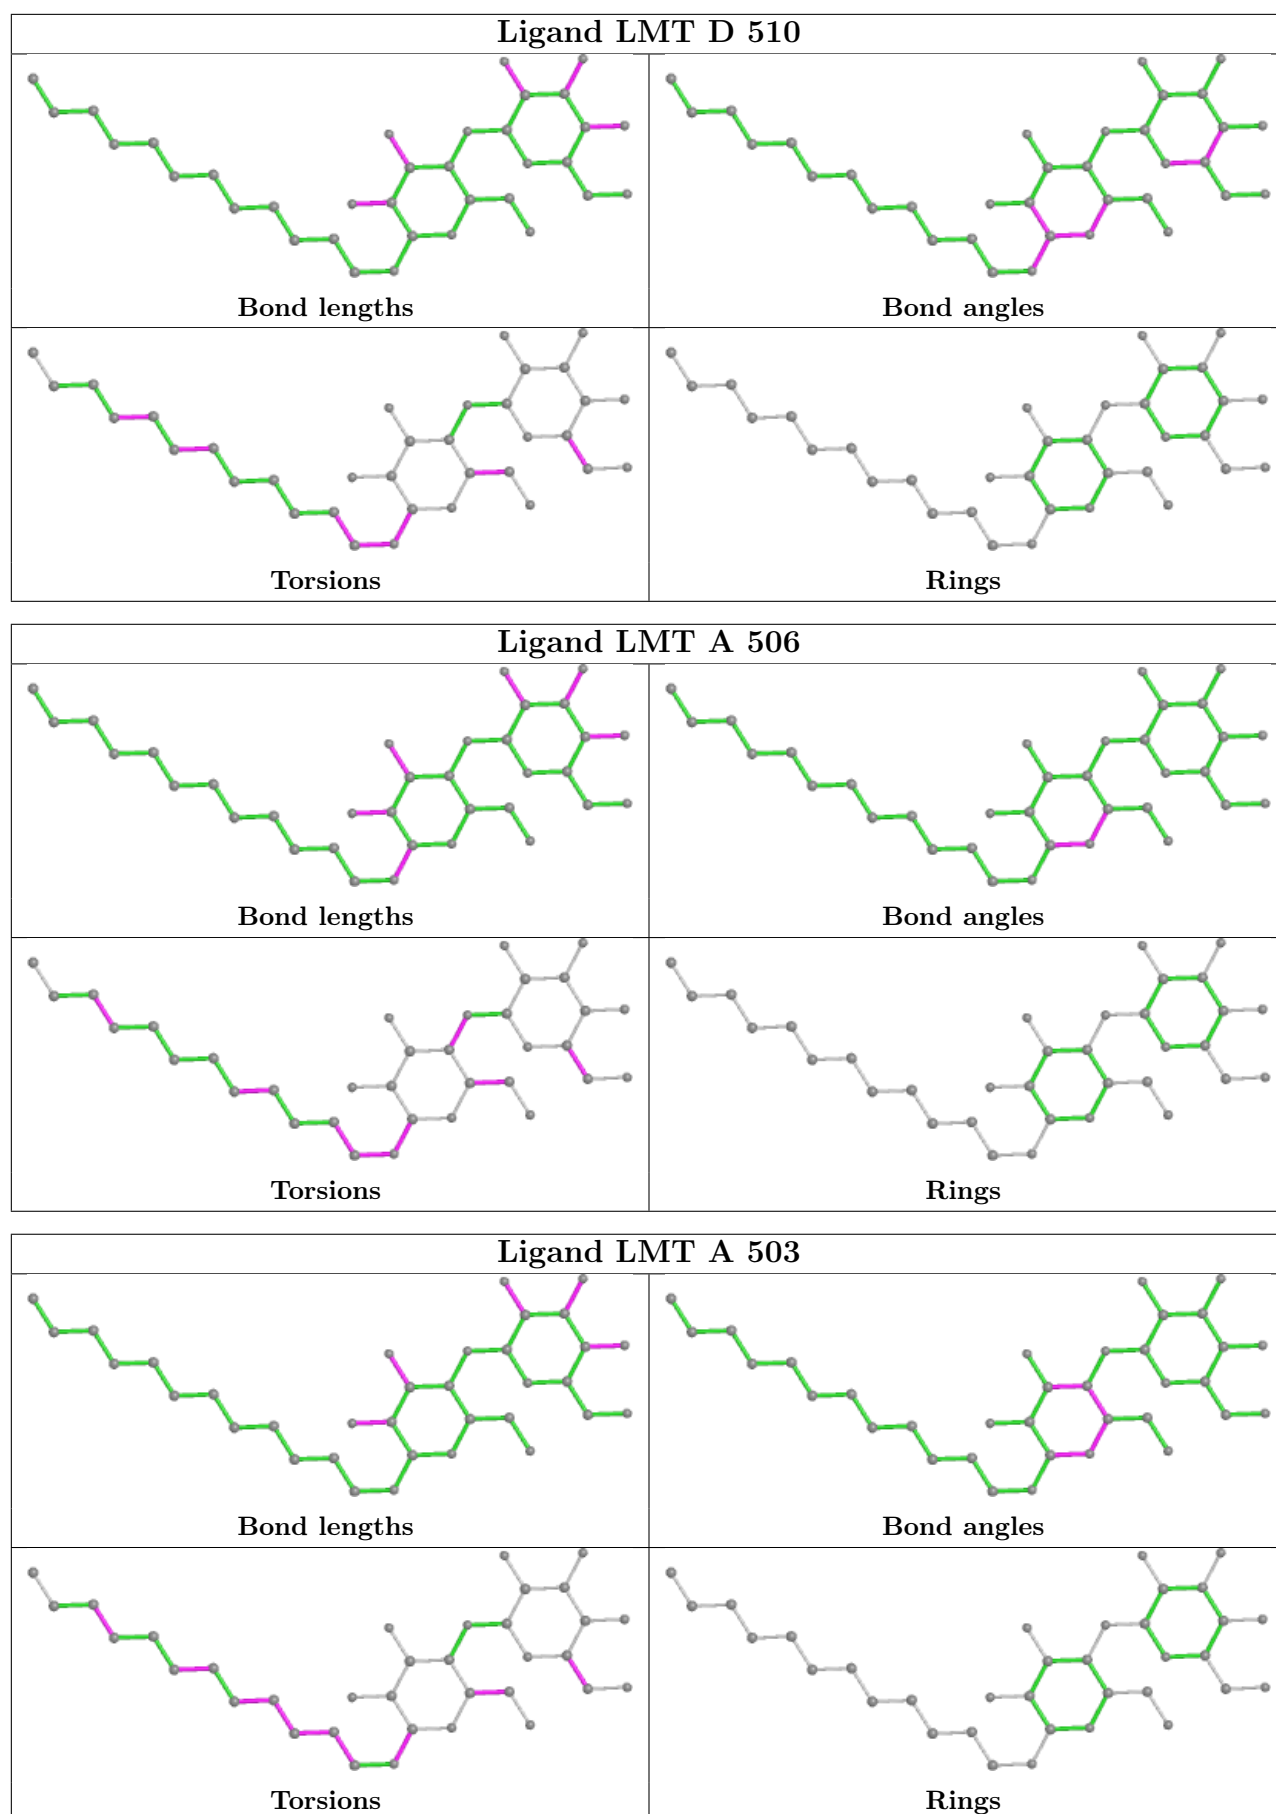 Ligand LMT D 510
Bond lengths
Bond angles
Torsions
Rings
Ligand LMT A 506
Bond lengths
Bond angles
Torsions
Rings
Ligand LMT A 503
Bond lengths
Bond angles
Torsions
Rings